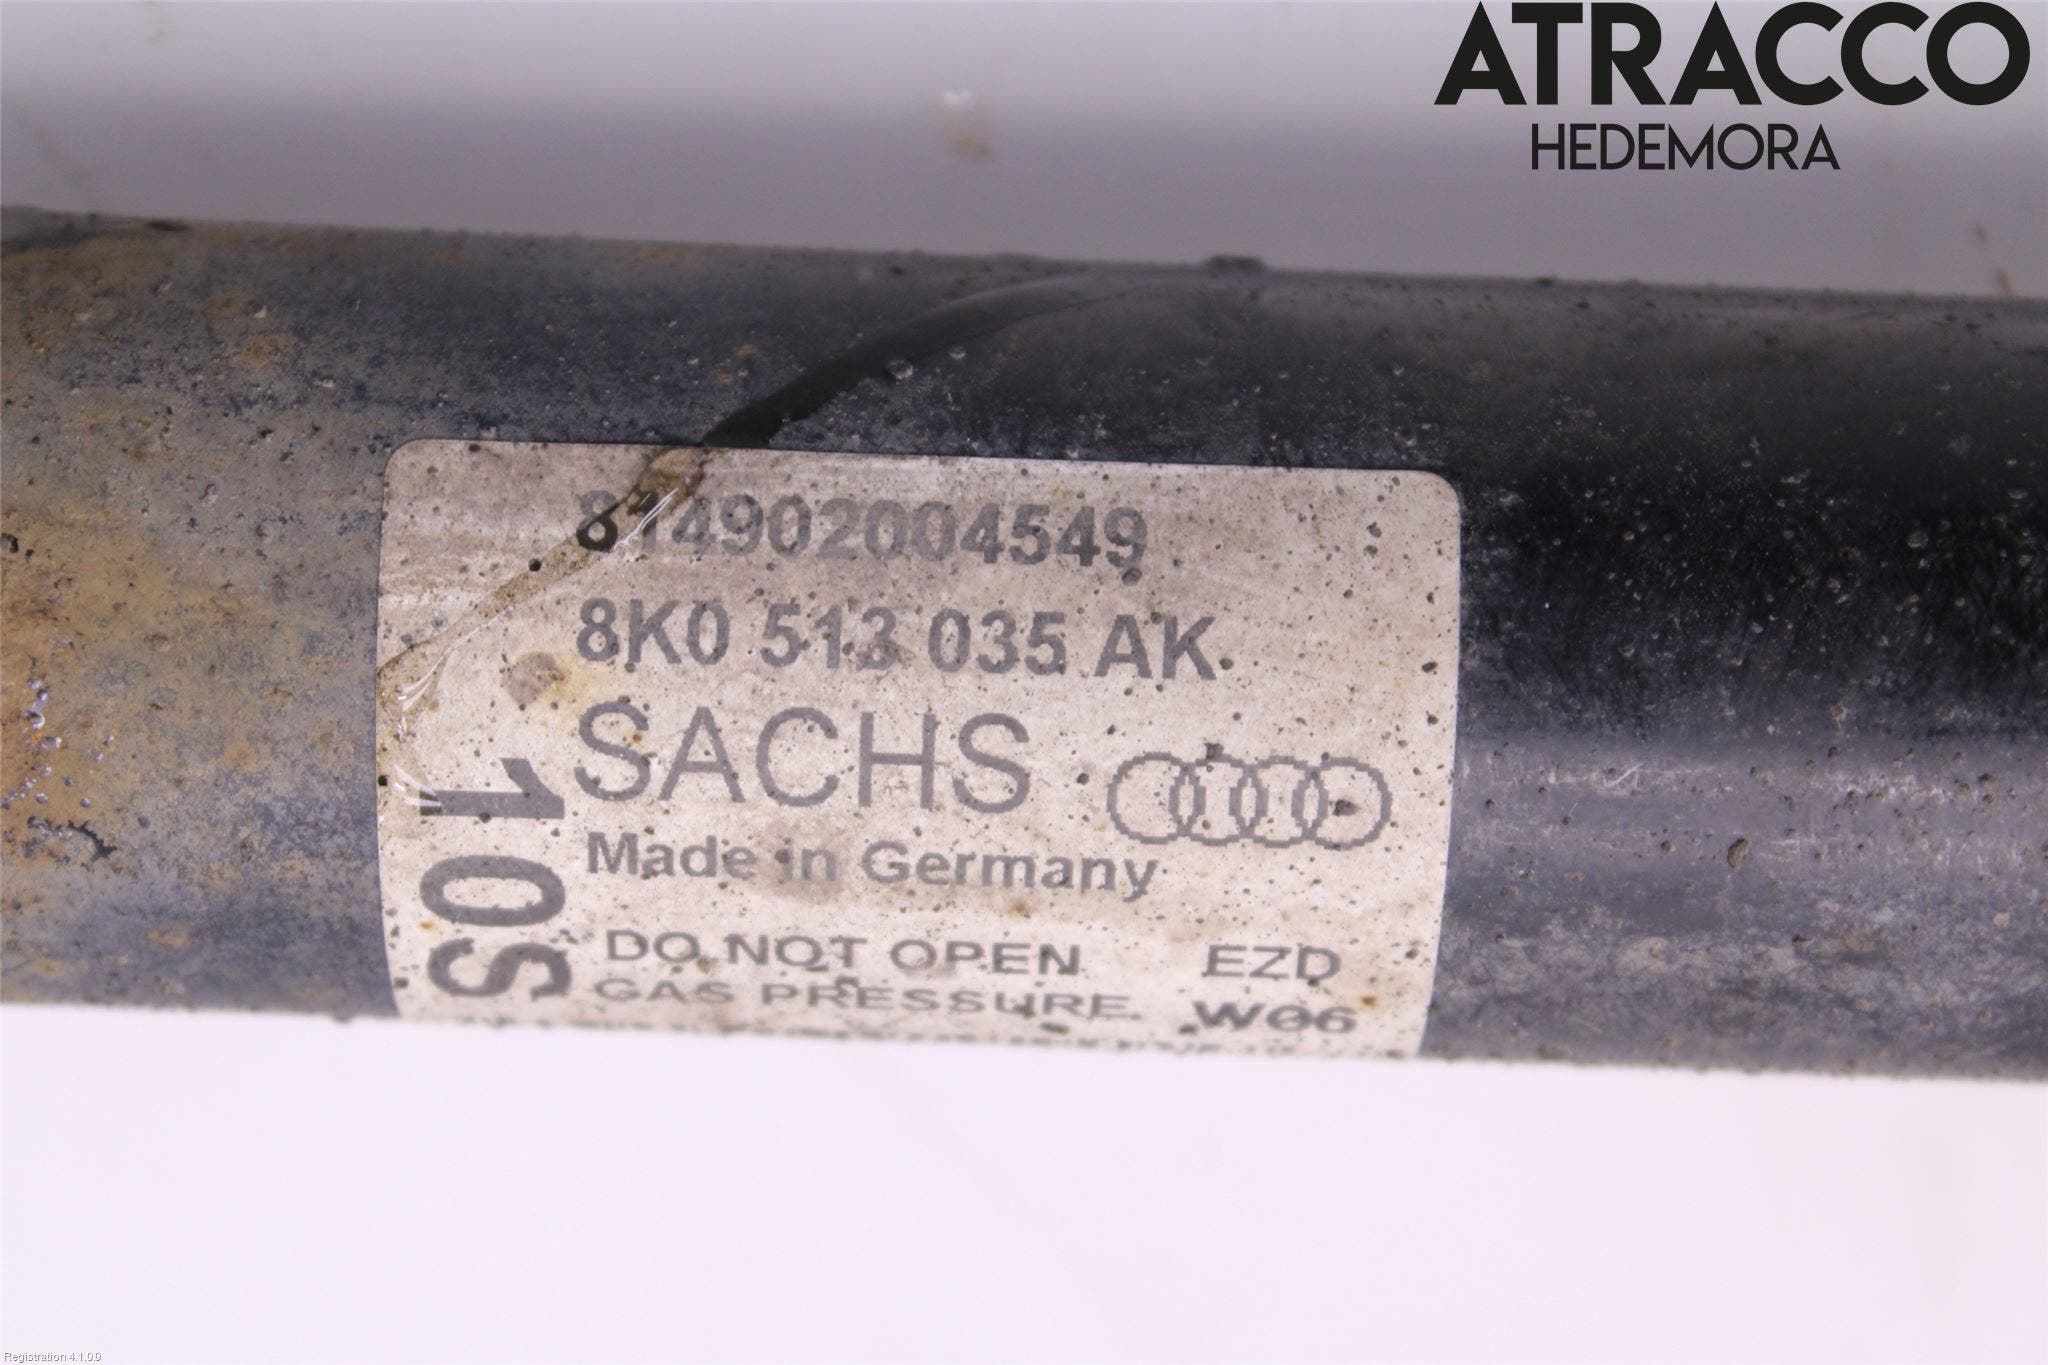 ATRACCO
HEDEMORA
814902004549
8K0 513 035 AK
SACHS
Made in Germany
DO NOT OPEN EZD
GAS PRESSURE W06
10S
Registration 4.1.0.0